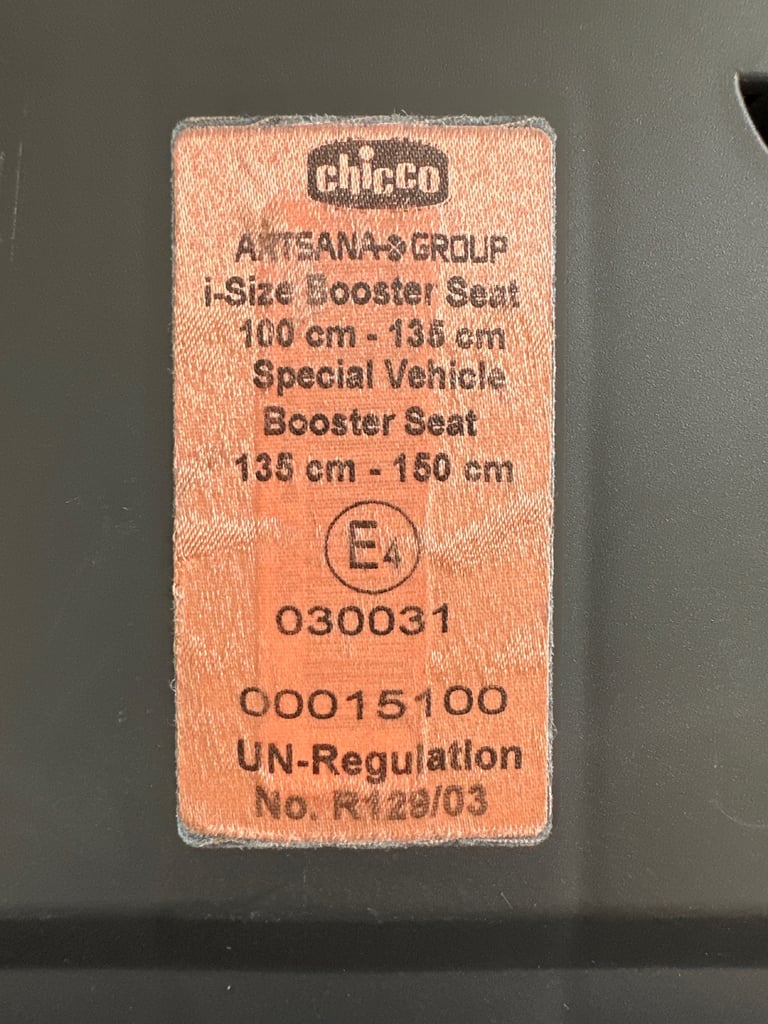 chicco
ARTSANA GROUP
i-Size Booster Seat
100 cm - 135 cm
Special Vehicle
Booster Seat
135 cm - 150 cm
E4
030031
00015100
UN-Regulation
No. R129/03